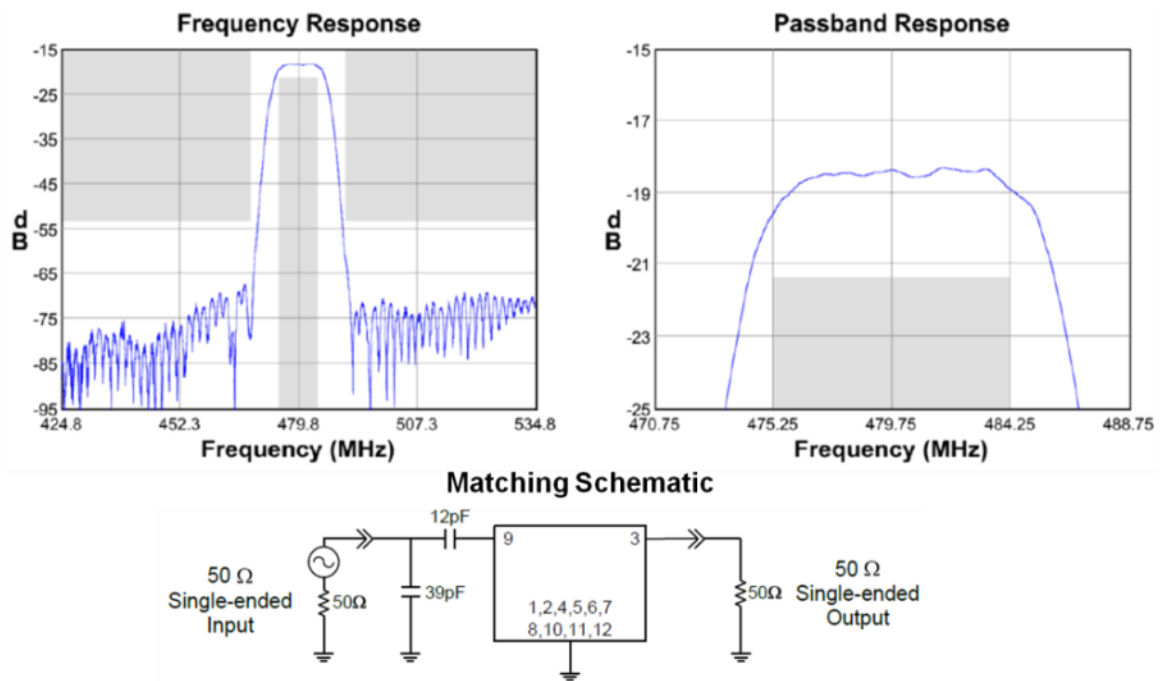 Frequency Response
-15
-25
-35
-45
-55
-65
-75
-85
-95
dB
424.8 452.3 479.8 507.3 534.8
Frequency (MHz)
Passband Response
-15
-17
-19
-21
-23
-25
dB
470.75 475.25 479.75 484.25 488.75
Frequency (MHz)
Matching Schematic
12pF
9 3
50 Ω
Single-ended
Input
50Ω
39pF
1,2,4,5,6,7
8,10,11,12
50Ω
50 Ω
Single-ended
Output